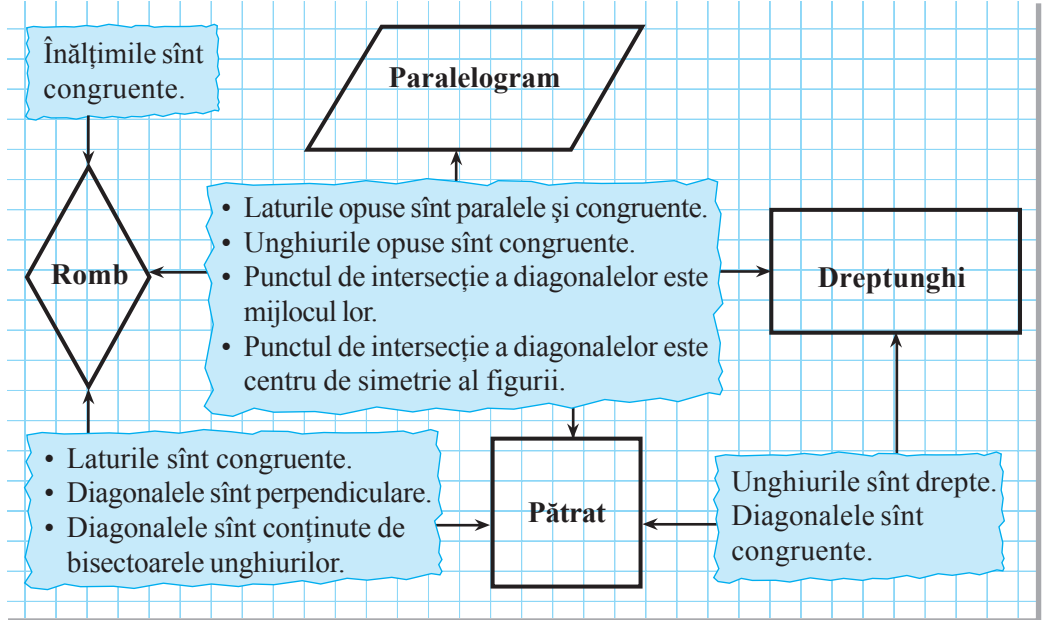 Înălțimile sînt
congruente.
Paralelogram
• Laturile opuse sînt paralele şi congruente.
• Unghiurile opuse sînt congruente.
• Punctul de intersecție a diagonalelor este
mijlocul lor.
• Punctul de intersecție a diagonalelor este
centru de simetrie al figurii.
Romb
Dreptunghi
• Laturile sînt congruente.
• Diagonalele sînt perpendiculare.
• Diagonalele sînt conținute de
bisectoarele unghiurilor.
Pătrat
Unghiurile sînt drepte.
Diagonalele sînt
congruente.